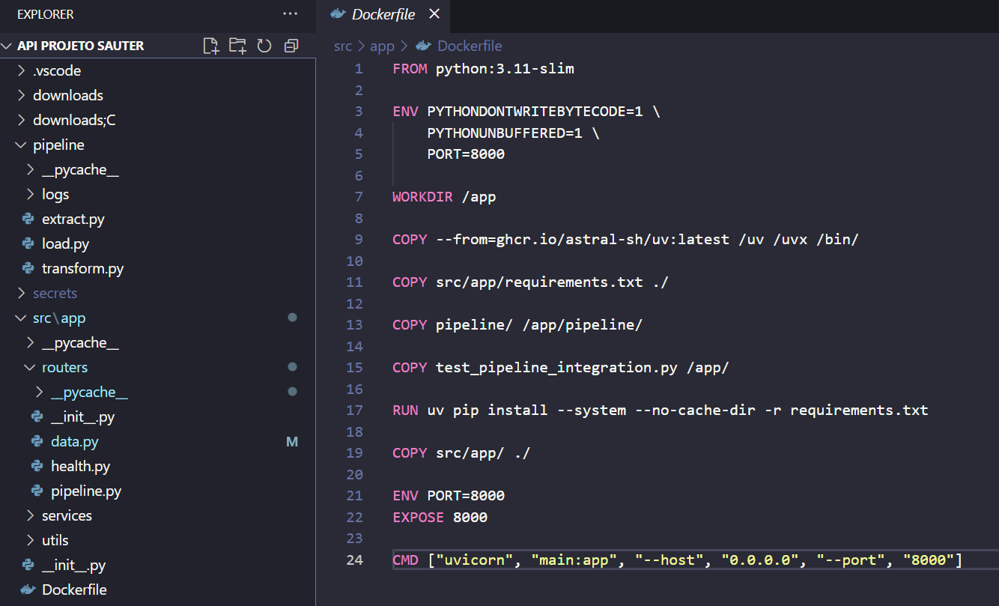 EXPLORER
API PROJETO SAUTER
.vscode
downloads
downloads;C
pipeline
__pycache__
logs
extract.py
load.py
transform.py
secrets
src\app
__pycache__
routers
__pycache__
__init__.py
data.py M
health.py
pipeline.py
services
utils
__init__.py
Dockerfile
Dockerfile
src > app > Dockerfile
1 FROM python:3.11-slim
2
3 ENV PYTHONDONTWRITEBYTECODE=1 \
4     PYTHONUNBUFFERED=1 \
5     PORT=8000
6
7 WORKDIR /app
8
9 COPY --from=ghcr.io/astral-sh/uv:latest /uv /uvx /bin/
10
11 COPY src/app/requirements.txt ./
12
13 COPY pipeline/ /app/pipeline/
14
15 COPY test_pipeline_integration.py /app/
16
17 RUN uv pip install --system --no-cache-dir -r requirements.txt
18
19 COPY src/app/ ./
20
21 ENV PORT=8000
22 EXPOSE 8000
23
24 CMD ["uvicorn", "main:app", "--host", "0.0.0.0", "--port", "8000"]